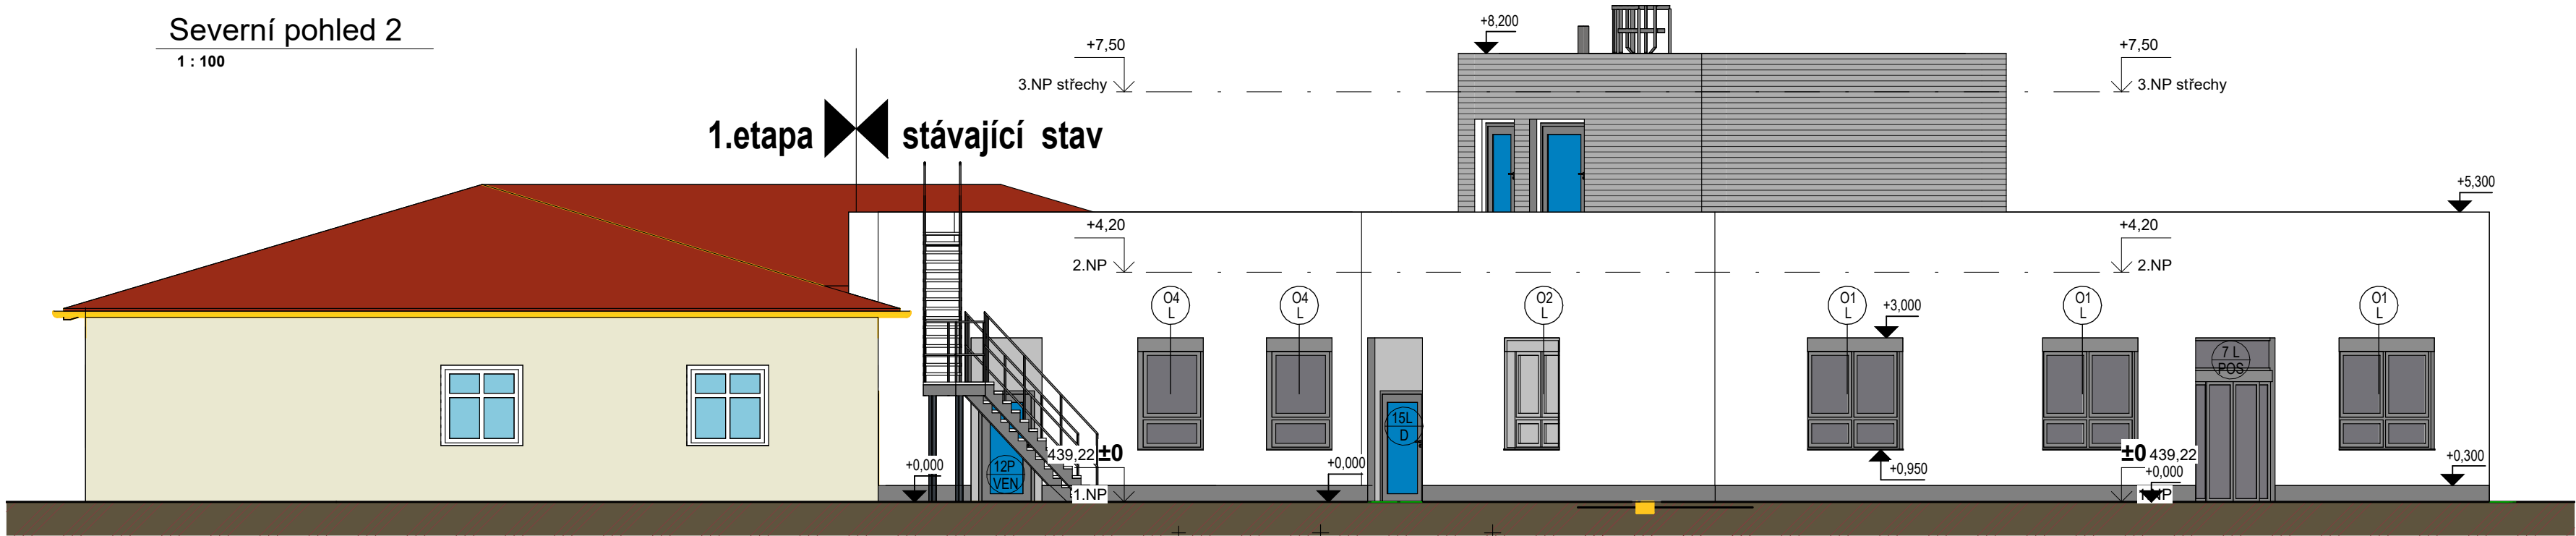 Severní pohled 2
1 : 100
+8,200
+7,50
3.NP střechy
+7,50
3.NP střechy
1.etapa
stávající stav
+5,300
+4,20
2.NP
+4,20
2.NP
O4
L
O4
L
O2
L
O1
L
+3,000
O1
L
O1
L
7 L
POS
15L
D
439,22 ±0
±0 439,22
+0,000
12P
VEN
+0,000
+0,950
+0,000
+0,300
1.NP
1.NP